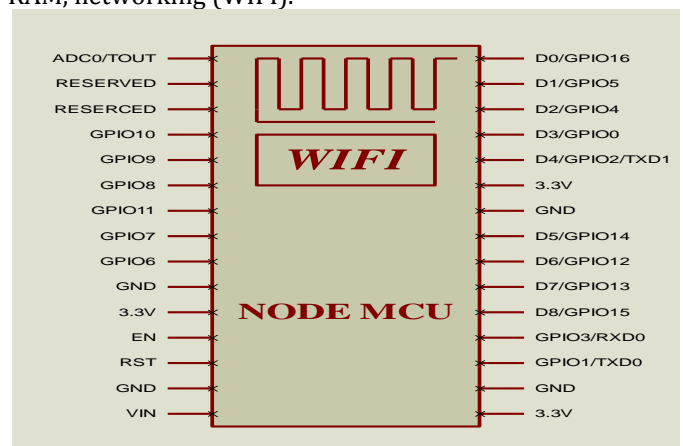 RAM, networking (WIFI).
ADC0/TOUT
RESERVED
RESERCED
GPIO10
GPIO9
GPIO8
GPIO11
GPIO7
GPIO6
GND
3.3V
EN
RST
GND
VIN
WIFI
NODE MCU
D0/GPIO16
D1/GPIO5
D2/GPIO4
D3/GPIO0
D4/GPIO2/TXD1
3.3V
GND
D5/GPIO14
D6/GPIO12
D7/GPIO13
D8/GPIO15
GPIO3/RXD0
GPIO1/TXD0
GND
3.3V